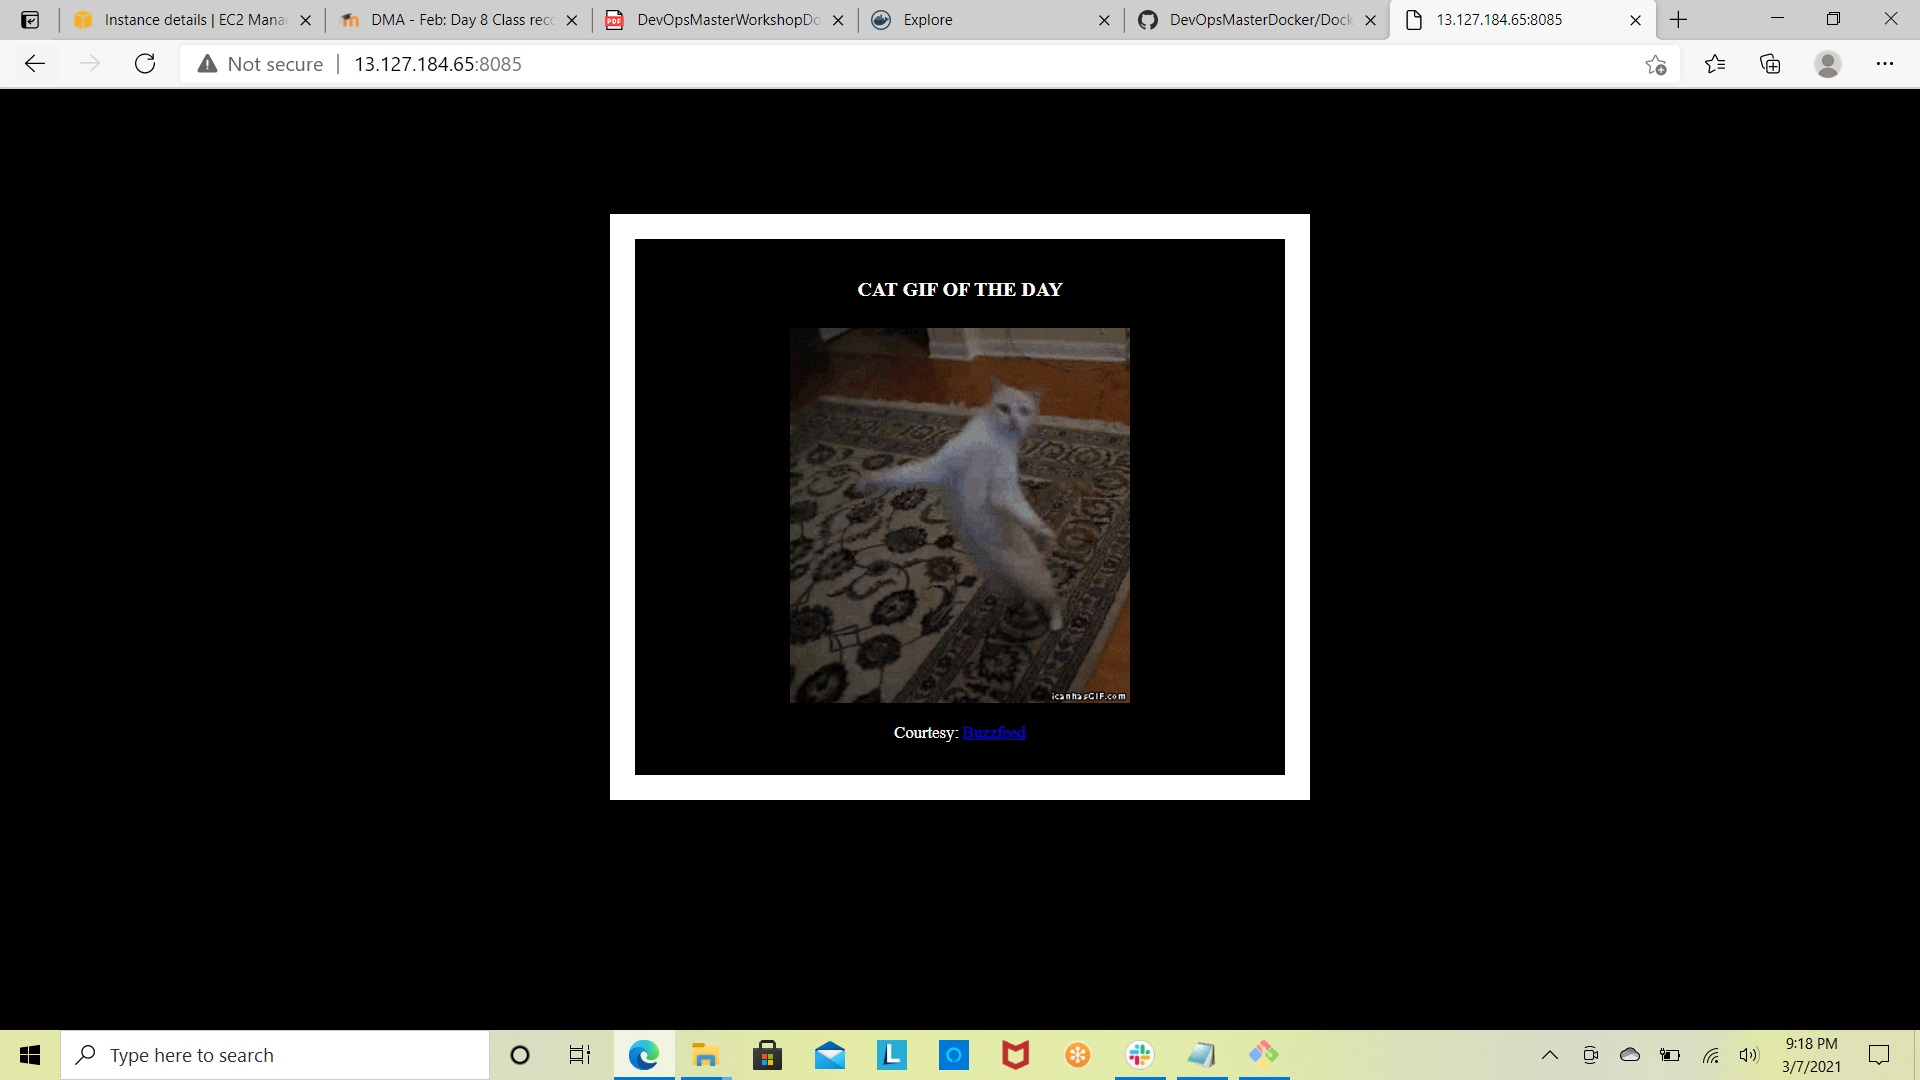 Instance details | EC2 Mana
DMA - Feb: Day 8 Class reco
DevOpsMasterWorkshopDo
Explore
DevOpsMasterDocker/Dock
13.127.184.65:8085
Not secure | 13.127.184.65:8085
CAT GIF OF THE DAY
icanhasGIF.com
Courtesy: Buzzfeed
Type here to search
9:18 PM
3/7/2021